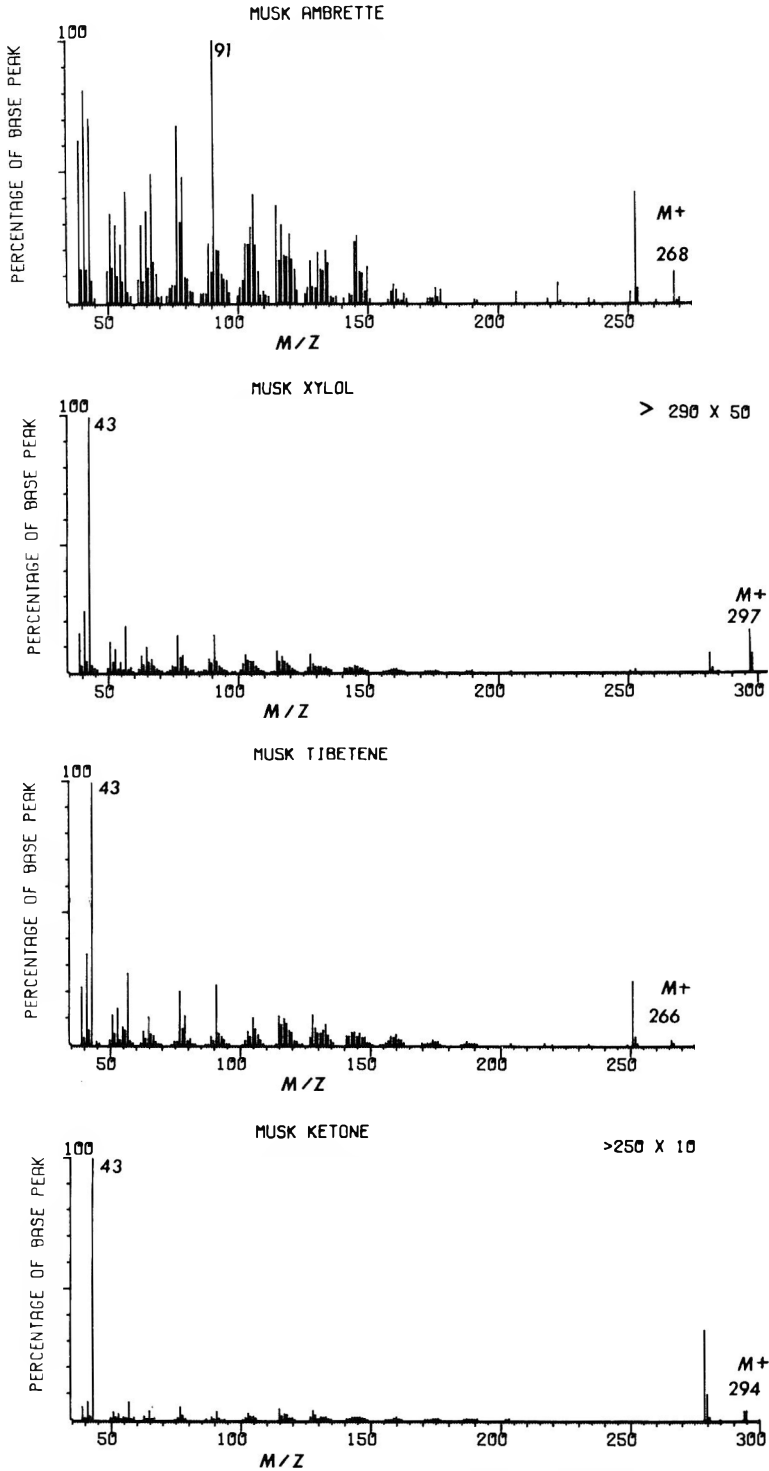 MUSK AMBRETTE
100
91
PERCENTAGE OF BASE PEAK
M+
268
50 100 150 200 250
M/Z
MUSK XYLOL
100
43
> 290 X 50
PERCENTAGE OF BASE PEAK
M+
297
50 100 150 200 250 300
M/Z
MUSK TIBETENE
100
43
PERCENTAGE OF BASE PEAK
M+
266
50 100 150 200 250
M/Z
MUSK KETONE
100
43
>250 X 10
PERCENTAGE OF BASE PEAK
M+
294
50 100 150 200 250 300
M/Z